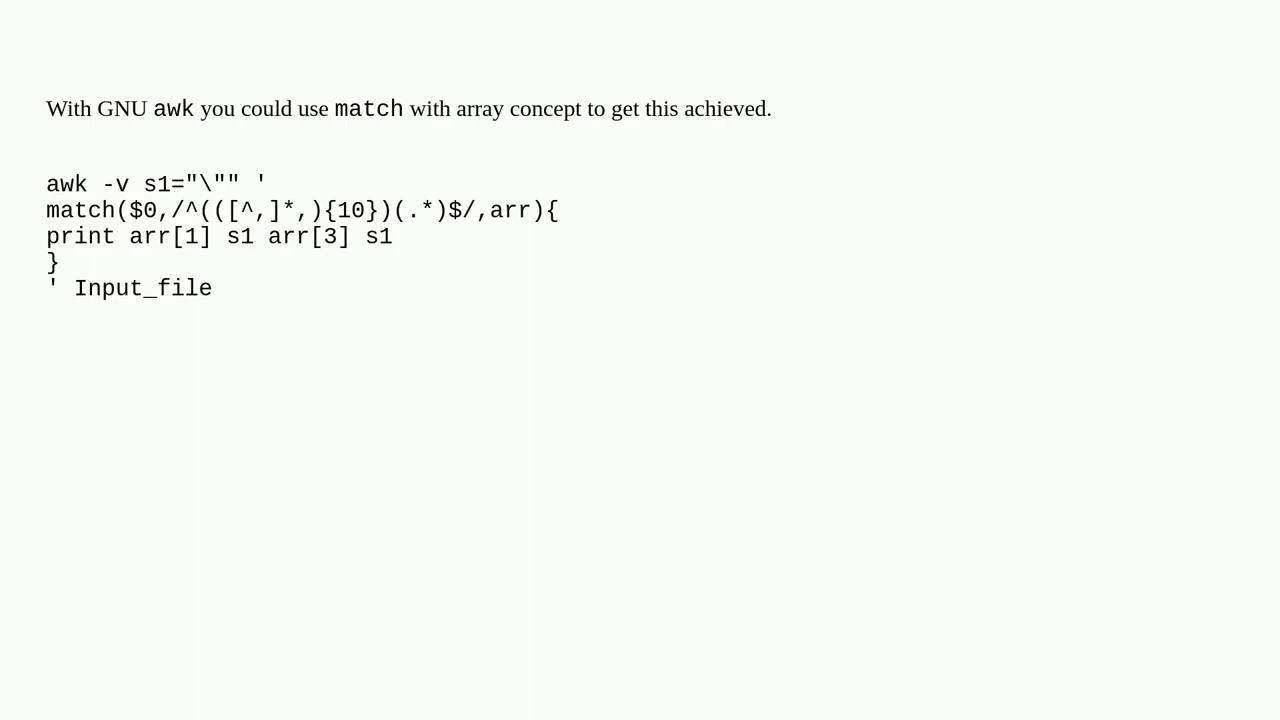 With GNU awk you could use match with array concept to get this achieved.
awk -v s1="\"" '
match($0,/^(([^,]*,){10})(.*)$/,arr){
print arr[1] s1 arr[3] s1
}
' Input_file